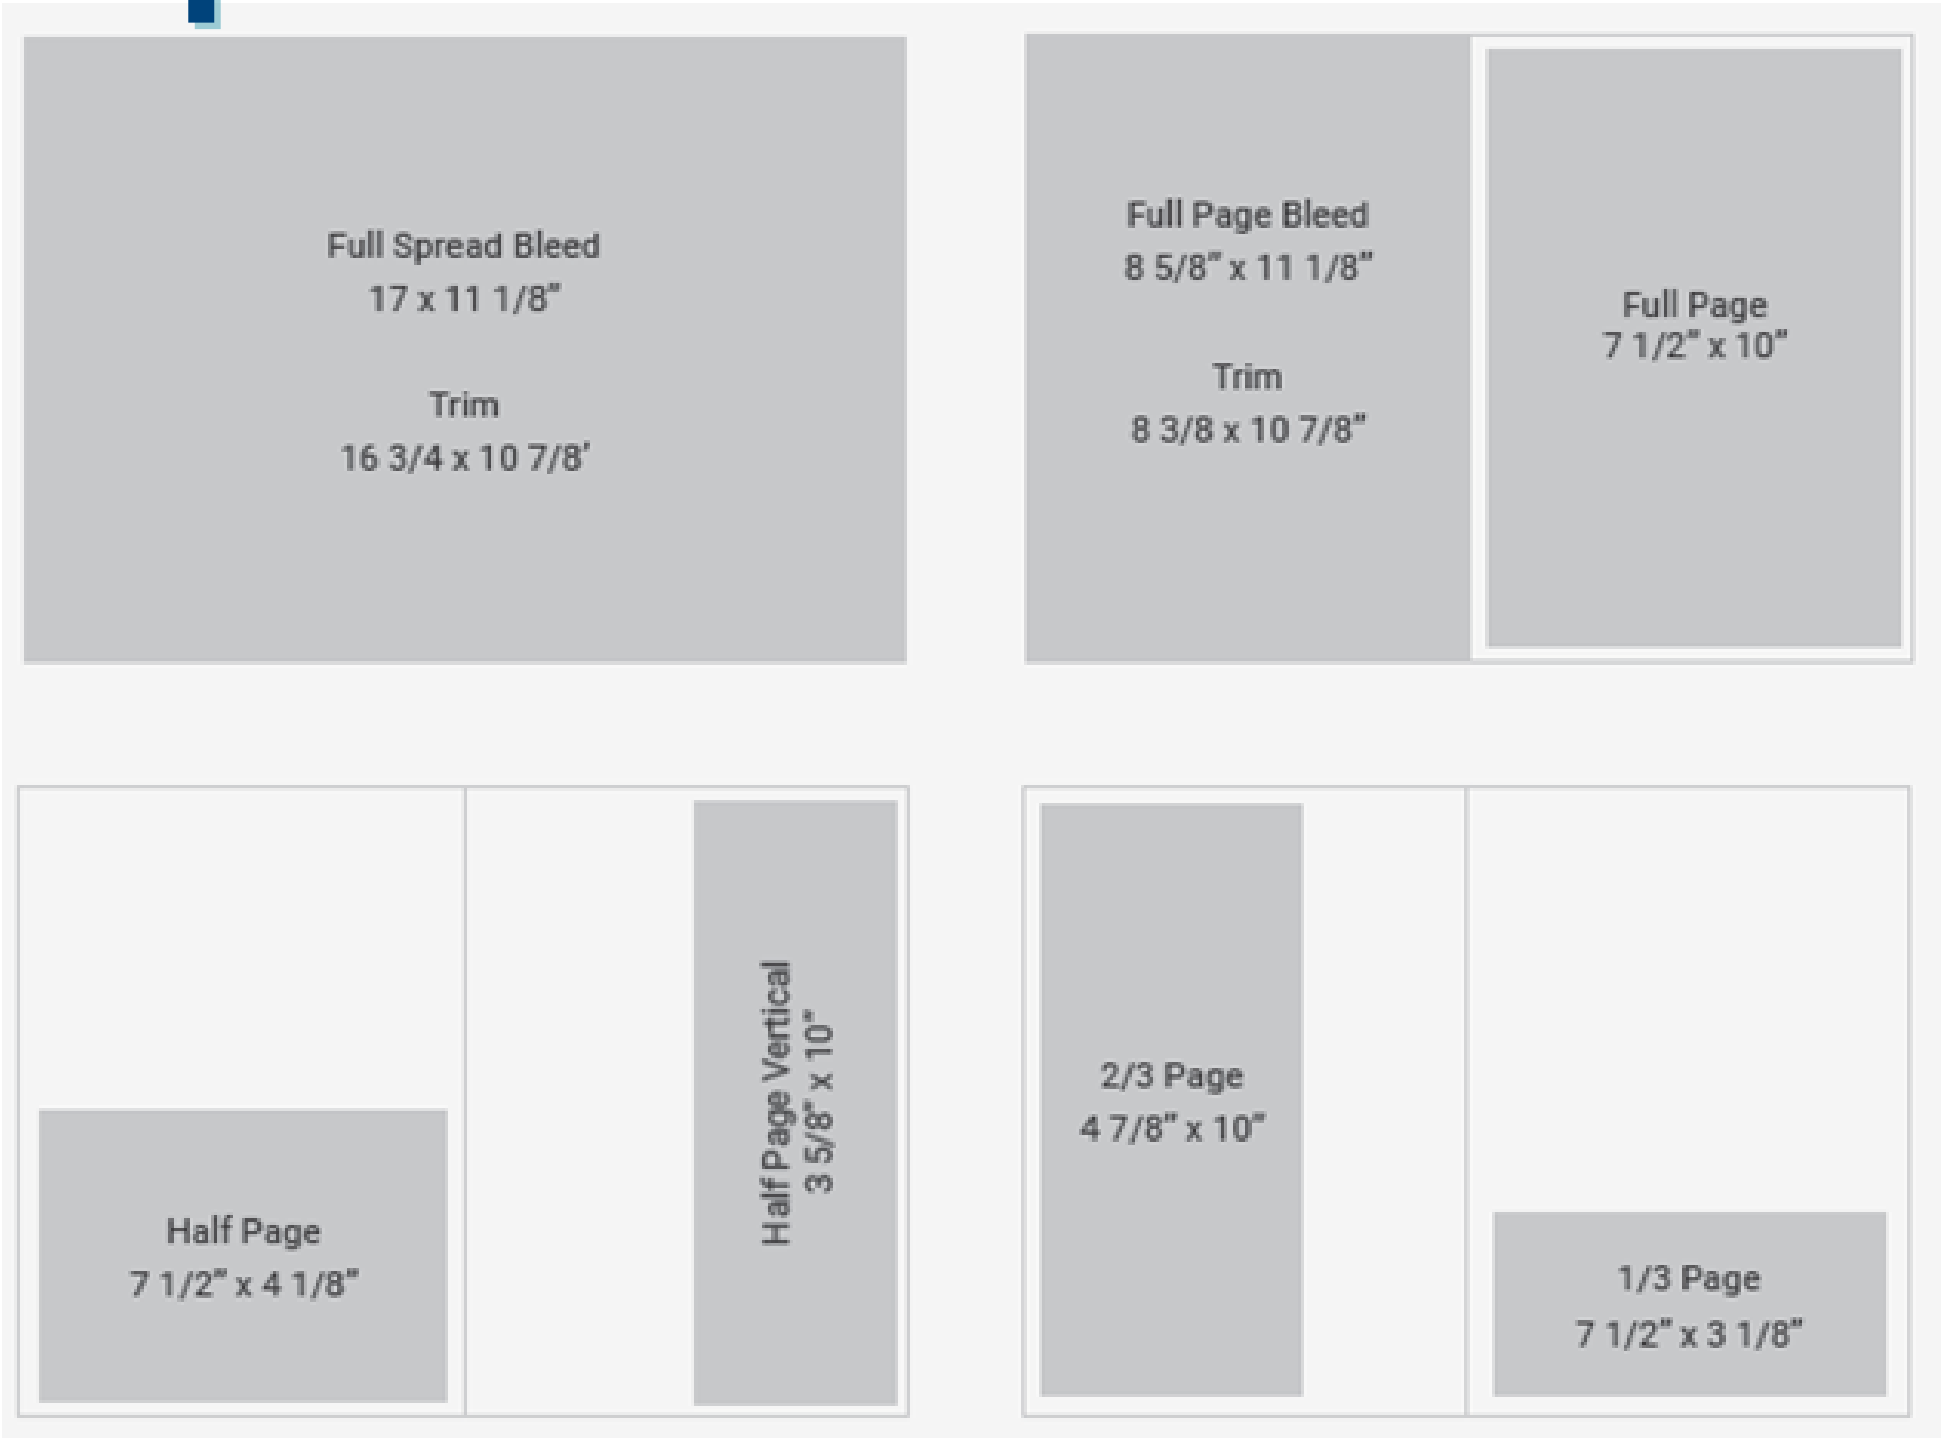 Full Spread Bleed
17 x 11 1/8”
Trim
16 3/4 x 10 7/8’
Full Page Bleed
8 5/8” x 11 1/8”
Trim
8 3/8 x 10 7/8”
Full Page
7 1/2” x 10”
Half Page
7 1/2” x 4 1/8”
Half Page Vertical
3 5/8” x 10”
2/3 Page
4 7/8” x 10”
1/3 Page
7 1/2” x 3 1/8”